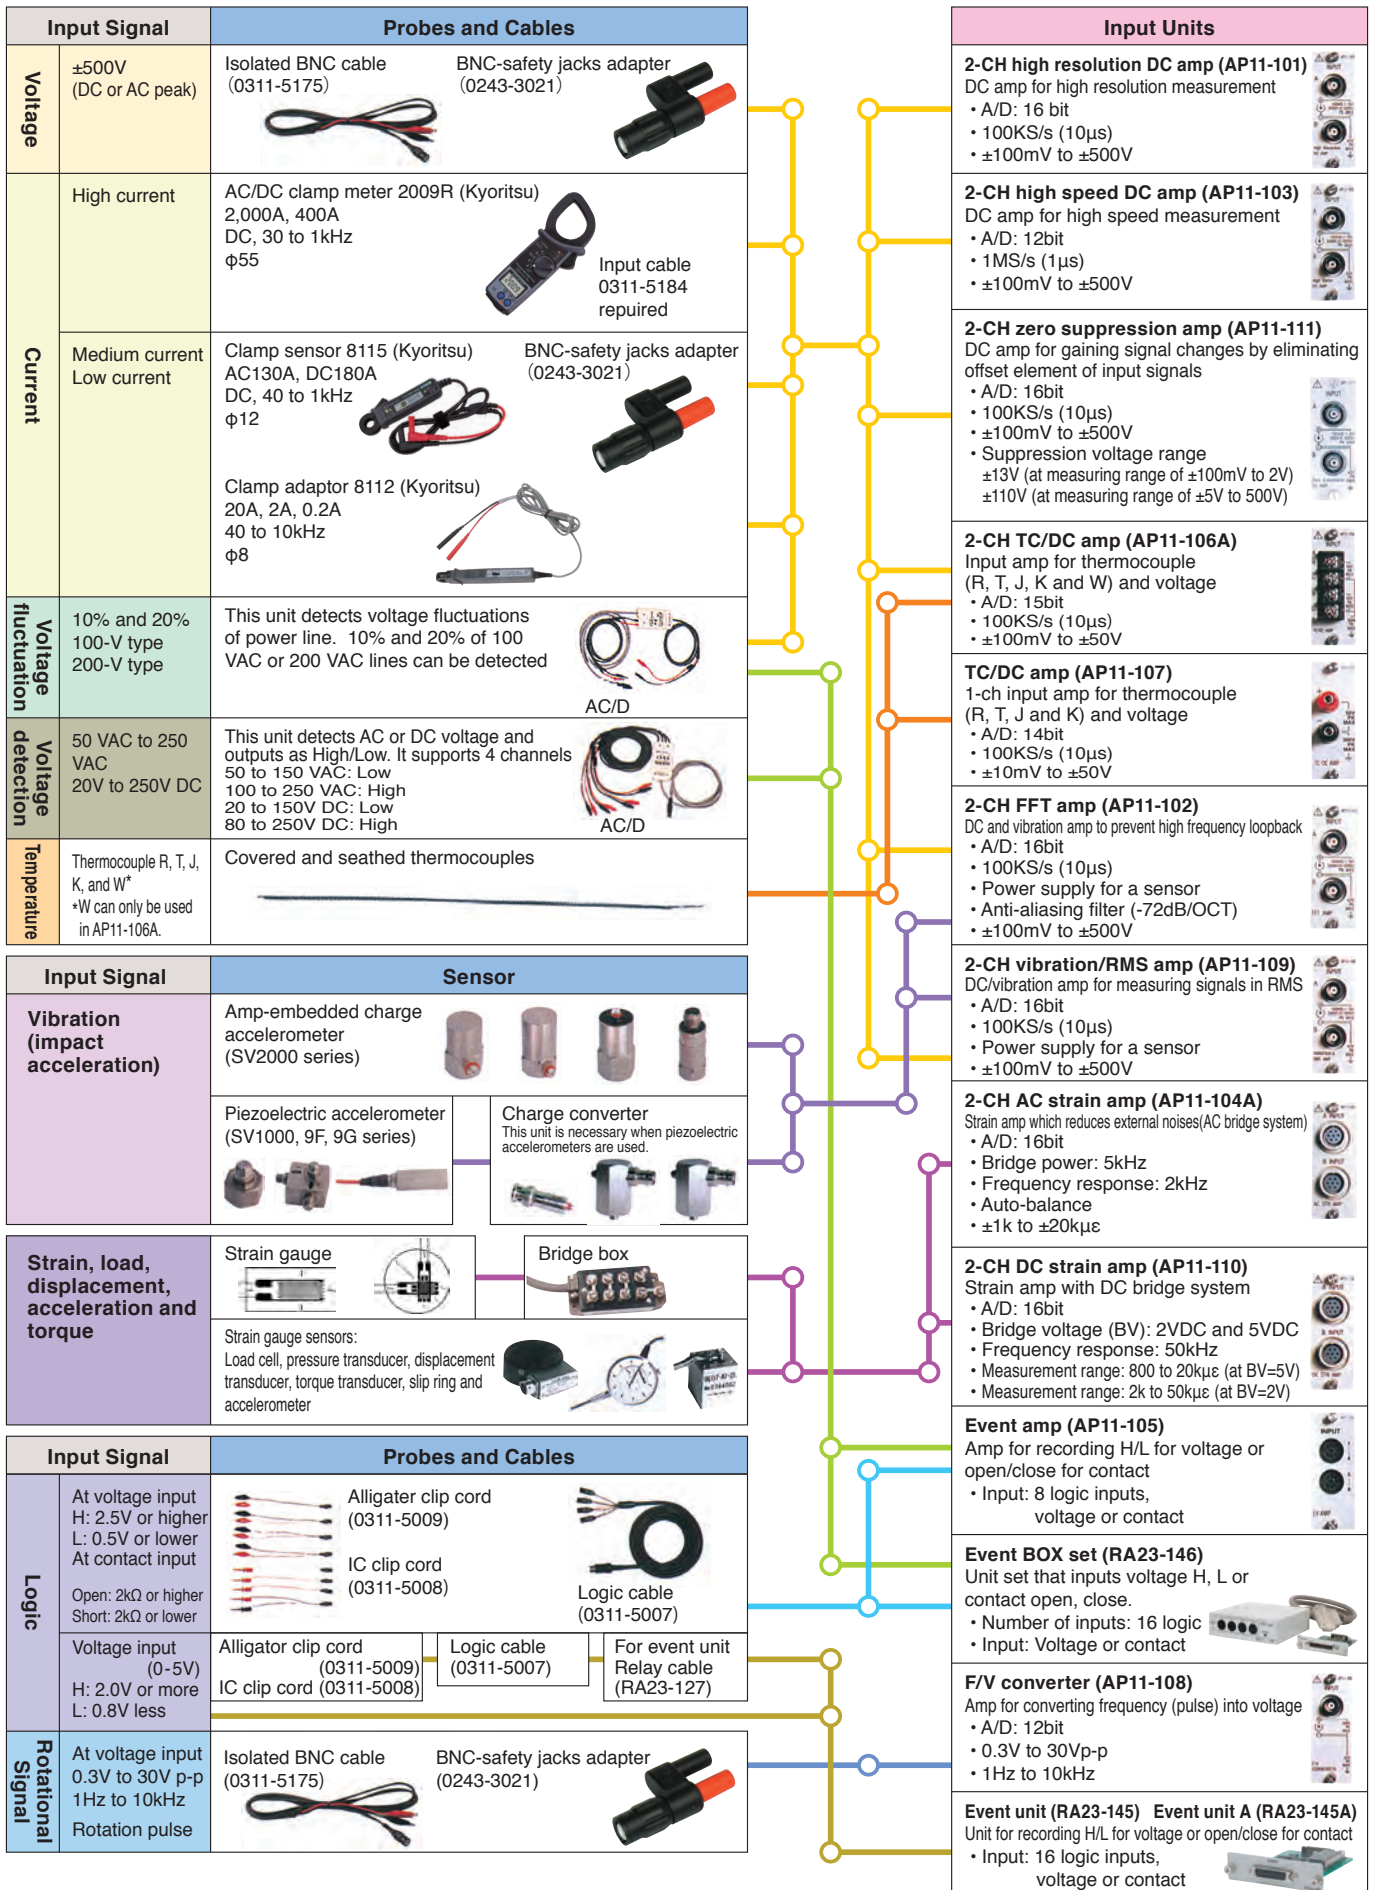 Input Signal
Probes and Cables
Voltage
±500V
(DC or AC peak)
Isolated BNC cable
(0311-5175)
BNC-safety jacks adapter
(0243-3021)
Current
High current
AC/DC clamp meter 2009R (Kyoritsu)
2,000A, 400A
DC, 30 to 1kHz
φ55
Input cable
0311-5184
repuired
Medium current
Low current
Clamp sensor 8115 (Kyoritsu)
AC130A, DC180A
DC, 40 to 1kHz
φ12
BNC-safety jacks adapter
(0243-3021)
Clamp adaptor 8112 (Kyoritsu)
20A, 2A, 0.2A
40 to 10kHz
φ8
Voltage
fluctuation
10% and 20%
100-V type
200-V type
This unit detects voltage fluctuations
of power line. 10% and 20% of 100
VAC or 200 VAC lines can be detected
AC/D
Voltage
detection
50 VAC to 250
VAC
20V to 250V DC
This unit detects AC or DC voltage and
outputs as High/Low. It supports 4 channels
50 to 150 VAC: Low
100 to 250 VAC: High
20 to 150V DC: Low
80 to 250V DC: High
AC/D
Temperature
Thermocouple R, T, J,
K, and W*
*W can only be used
in AP11-106A.
Covered and seathed thermocouples
Input Signal
Sensor
Vibration
(impact
acceleration)
Amp-embedded charge
accelerometer
(SV2000 series)
Piezoelectric accelerometer
(SV1000, 9F, 9G series)
Charge converter
This unit is necessary when piezoelectric
accelerometers are used.
Strain, load,
displacement,
acceleration and
torque
Strain gauge
Bridge box
Strain gauge sensors:
Load cell, pressure transducer, displacement
transducer, torque transducer, slip ring and
accelerometer
Input Signal
Probes and Cables
Logic
At voltage input
H: 2.5V or higher
L: 0.5V or lower
At contact input
Open: 2kΩ or higher
Short: 2kΩ or lower
Alligater clip cord
(0311-5009)
IC clip cord
(0311-5008)
Logic cable
(0311-5007)
Voltage input
(0-5V)
H: 2.0V or more
L: 0.8V less
Alligator clip cord
(0311-5009)
IC clip cord (0311-5008)
Logic cable
(0311-5007)
For event unit
Relay cable
(RA23-127)
Rotational
Signal
At voltage input
0.3V to 30V p-p
1Hz to 10kHz
Rotation pulse
Isolated BNC cable
(0311-5175)
BNC-safety jacks adapter
(0243-3021)
Input Units
2-CH high resolution DC amp (AP11-101)
DC amp for high resolution measurement
• A/D: 16 bit
• 100KS/s (10µs)
• ±100mV to ±500V
2-CH high speed DC amp (AP11-103)
DC amp for high speed measurement
• A/D: 12bit
• 1MS/s (1µs)
• ±100mV to ±500V
2-CH zero suppression amp (AP11-111)
DC amp for gaining signal changes by eliminating
offset element of input signals
• A/D: 16bit
• 100KS/s (10µs)
• ±100mV to ±500V
• Suppression voltage range
±13V (at measuring range of ±100mV to 2V)
±110V (at measuring range of ±5V to 500V)
2-CH TC/DC amp (AP11-106A)
Input amp for thermocouple
(R, T, J, K and W) and voltage
• A/D: 15bit
• 100KS/s (10µs)
• ±100mV to ±50V
TC/DC amp (AP11-107)
1-ch input amp for thermocouple
(R, T, J and K) and voltage
• A/D: 14bit
• 100KS/s (10µs)
• ±10mV to ±50V
2-CH FFT amp (AP11-102)
DC and vibration amp to prevent high frequency loopback
• A/D: 16bit
• 100KS/s (10µs)
• Power supply for a sensor
• Anti-aliasing filter (-72dB/OCT)
• ±100mV to ±500V
2-CH vibration/RMS amp (AP11-109)
DC/vibration amp for measuring signals in RMS
• A/D: 16bit
• 100KS/s (10µs)
• Power supply for a sensor
• ±100mV to ±500V
2-CH AC strain amp (AP11-104A)
Strain amp which reduces external noises(AC bridge system)
• A/D: 16bit
• Bridge power: 5kHz
• Frequency response: 2kHz
• Auto-balance
• ±1k to ±20kµε
2-CH DC strain amp (AP11-110)
Strain amp with DC bridge system
• A/D: 16bit
• Bridge voltage (BV): 2VDC and 5VDC
• Frequency response: 50kHz
• Measurement range: 800 to 20kµε (at BV=5V)
• Measurement range: 2k to 50kµε (at BV=2V)
Event amp (AP11-105)
Amp for recording H/L for voltage or
open/close for contact
• Input: 8 logic inputs,
voltage or contact
Event BOX set (RA23-146)
Unit set that inputs voltage H, L or
contact open, close.
• Number of inputs: 16 logic
• Input: Voltage or contact
F/V converter (AP11-108)
Amp for converting frequency (pulse) into voltage
• A/D: 12bit
• 0.3V to 30Vp-p
• 1Hz to 10kHz
Event unit (RA23-145) Event unit A (RA23-145A)
Unit for recording H/L for voltage or open/close for contact
• Input: 16 logic inputs,
voltage or contact